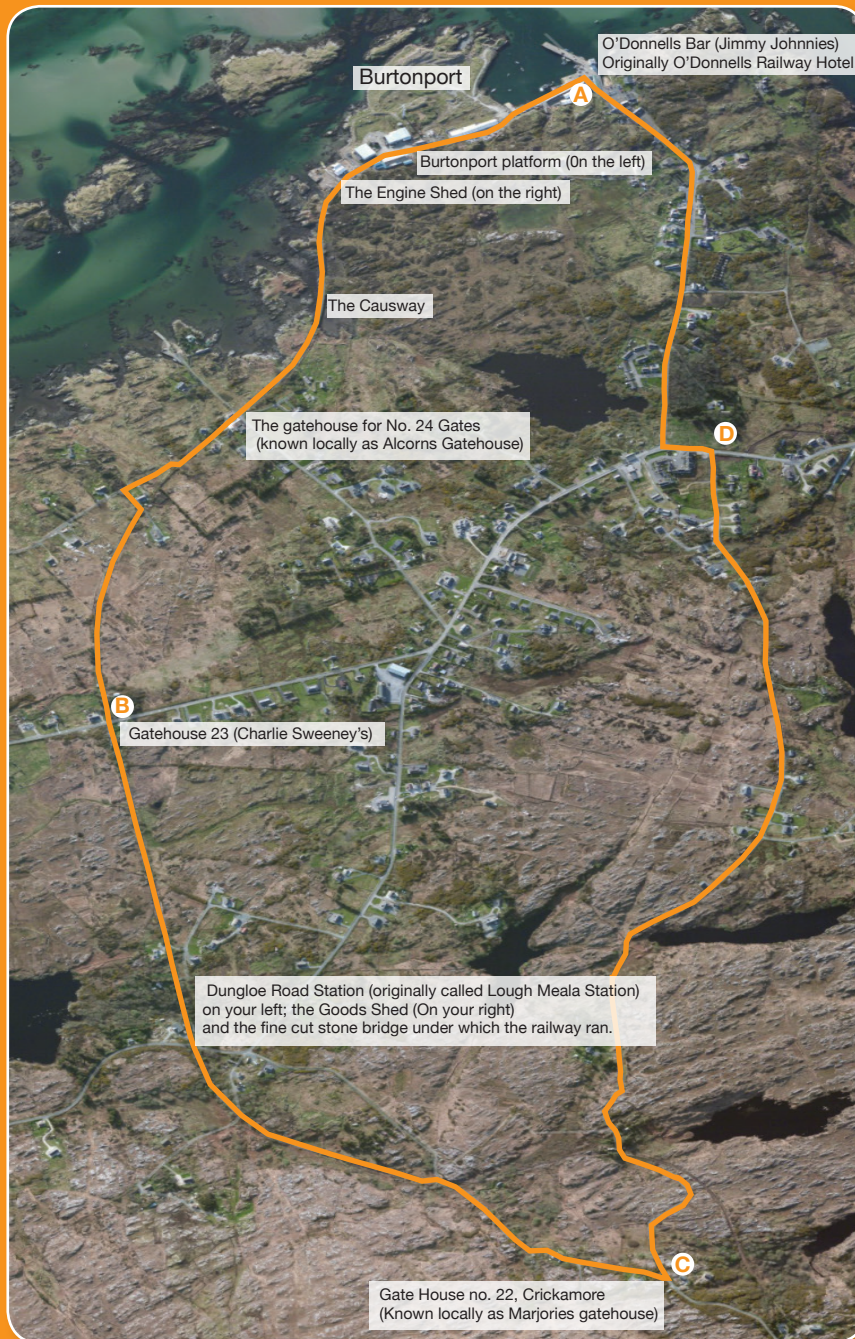 O'Donnells Bar (Jimmy Johnnies)
Originally O'Donnells Railway Hotel
Burtonport
A
Burtonport platform (0n the left)
The Engine Shed (on the right)
The Causway
The gatehouse for No. 24 Gates
(known locally as Alcorns Gatehouse)
D
B
Gatehouse 23 (Charlie Sweeney's)
Dungloe Road Station (originally called Lough Meala Station)
on your left; the Goods Shed (On your right)
and the fine cut stone bridge under which the railway ran.
C
Gate House no. 22, Crickamore
(Known locally as Marjories gatehouse)